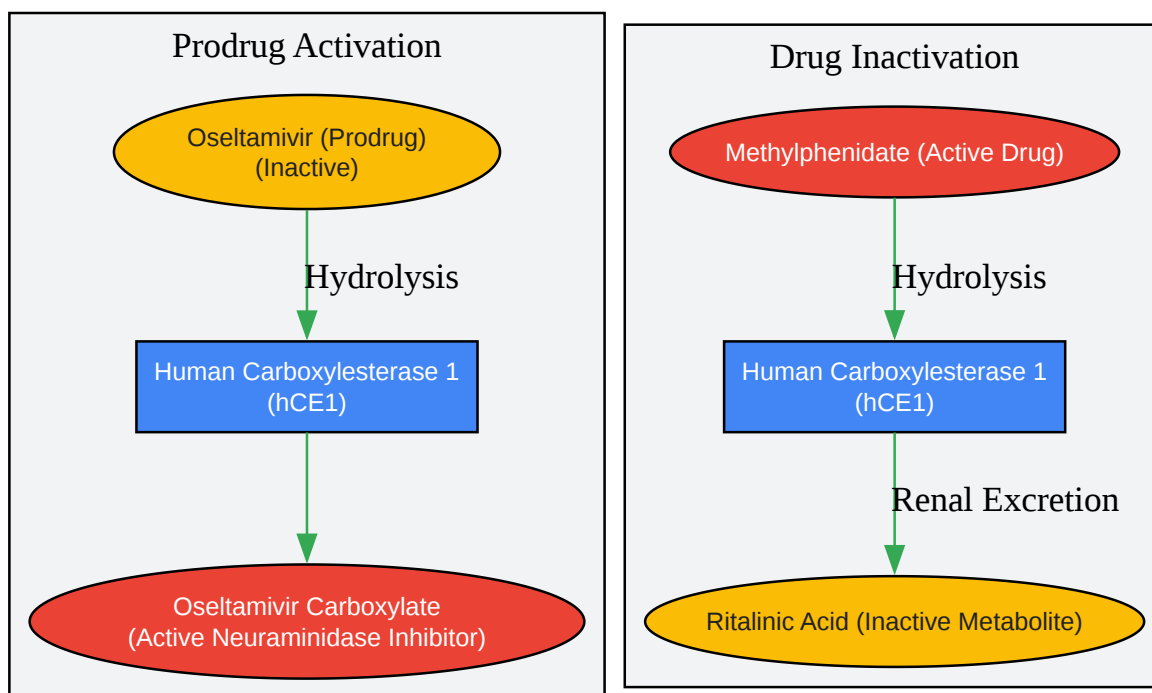 Prodrug Activation
Oseltamivir (Prodrug)
(Inactive)
Hydrolysis
Human Carboxylesterase 1
(hCE1)
Oseltamivir Carboxylate
(Active Neuraminidase Inhibitor)
Drug Inactivation
Methylphenidate (Active Drug)
Hydrolysis
Human Carboxylesterase 1
(hCE1)
Renal Excretion
Ritalinic Acid (Inactive Metabolite)